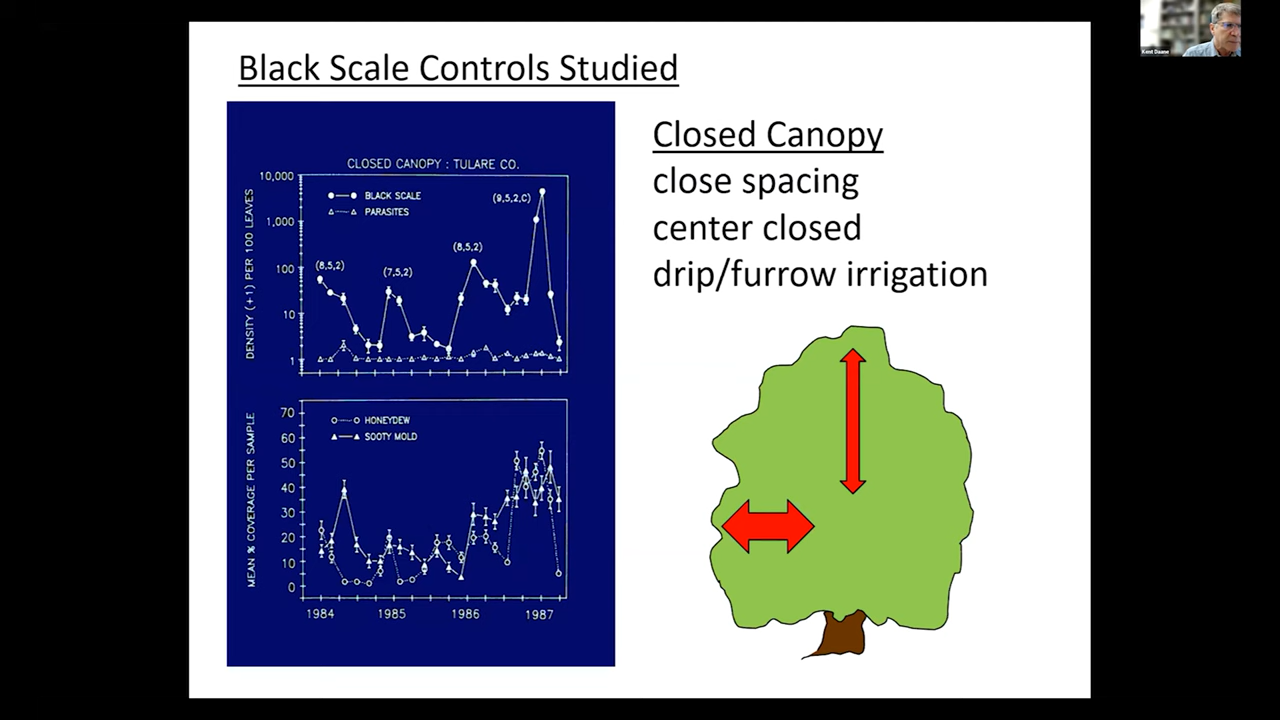 Black Scale Controls Studied
CLOSED CANOPY : TULARE CO.
10,000
1,000
100
10
1
DENSITY (+1) PER 100 LEAVES
BLACK SCALE
PARASITES
(8,5,2)
(7,5,2)
(8,5,2)
(9,5,2,C)
70
60
50
40
30
20
10
0
MEAN % COVERAGE PER SAMPLE
HONEYDEW
SOOTY MOLD
1984 1985 1986 1987
Closed Canopy
close spacing
center closed
drip/furrow irrigation
Kent Daane